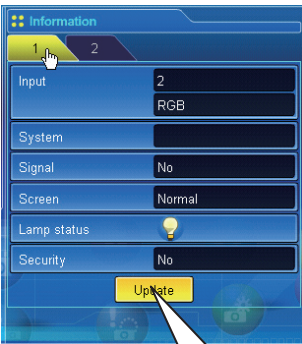 Information
1 2
Input 2
RGB
System
Signal No
Screen Normal
Lamp status
Security No
Update